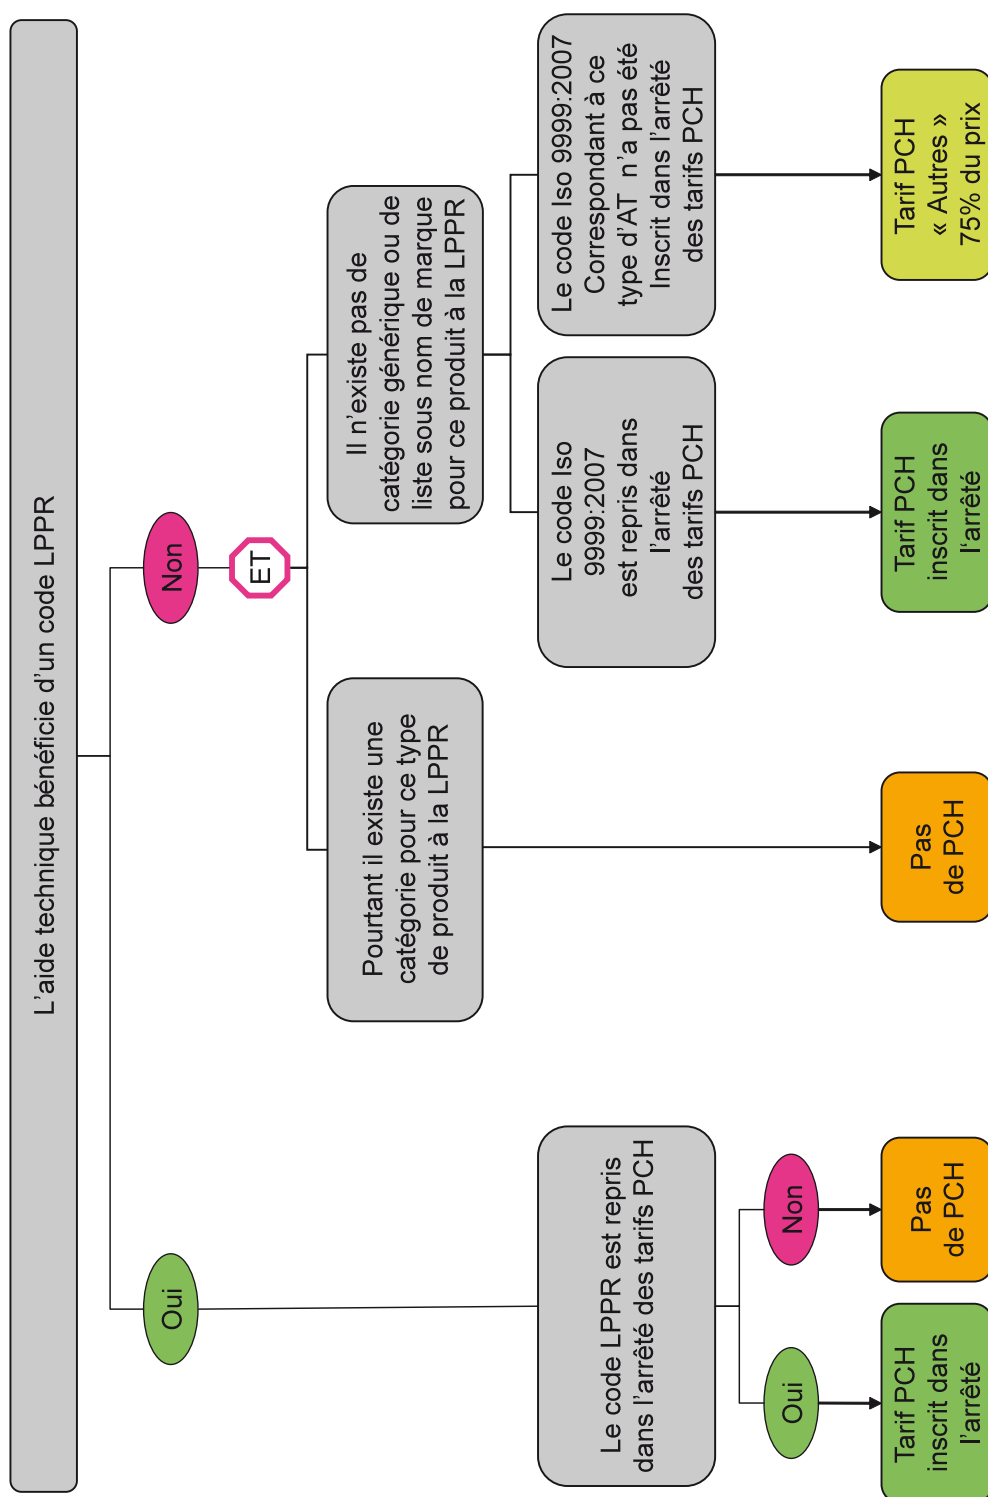 L'aide technique bénéficie d'un code LPPR
Oui
Non
ET
Pourtant il existe une
catégorie pour ce type
de produit à la LPPR
Il n'existe pas de
catégorie générique ou de
liste sous nom de marque
pour ce produit à la LPPR
Le code LPPR est repris
dans l'arrêté des tarifs PCH
Le code Iso
9999:2007
est repris dans
l'arrêté
des tarifs PCH
Le code Iso 9999:2007
Correspondant à ce
type d'AT n'a pas été
Inscrit dans l'arrêté
des tarifs PCH
Oui
Non
Tarif PCH
inscrit dans
l'arrêté
Pas
de PCH
Pas
de PCH
Tarif PCH
inscrit dans
l'arrêté
Tarif PCH
« Autres »
75% du prix